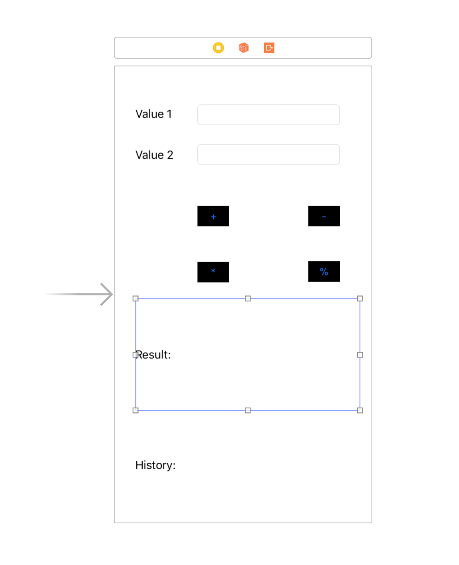 Value 1
Value 2
+ -
* %
Result:
History: